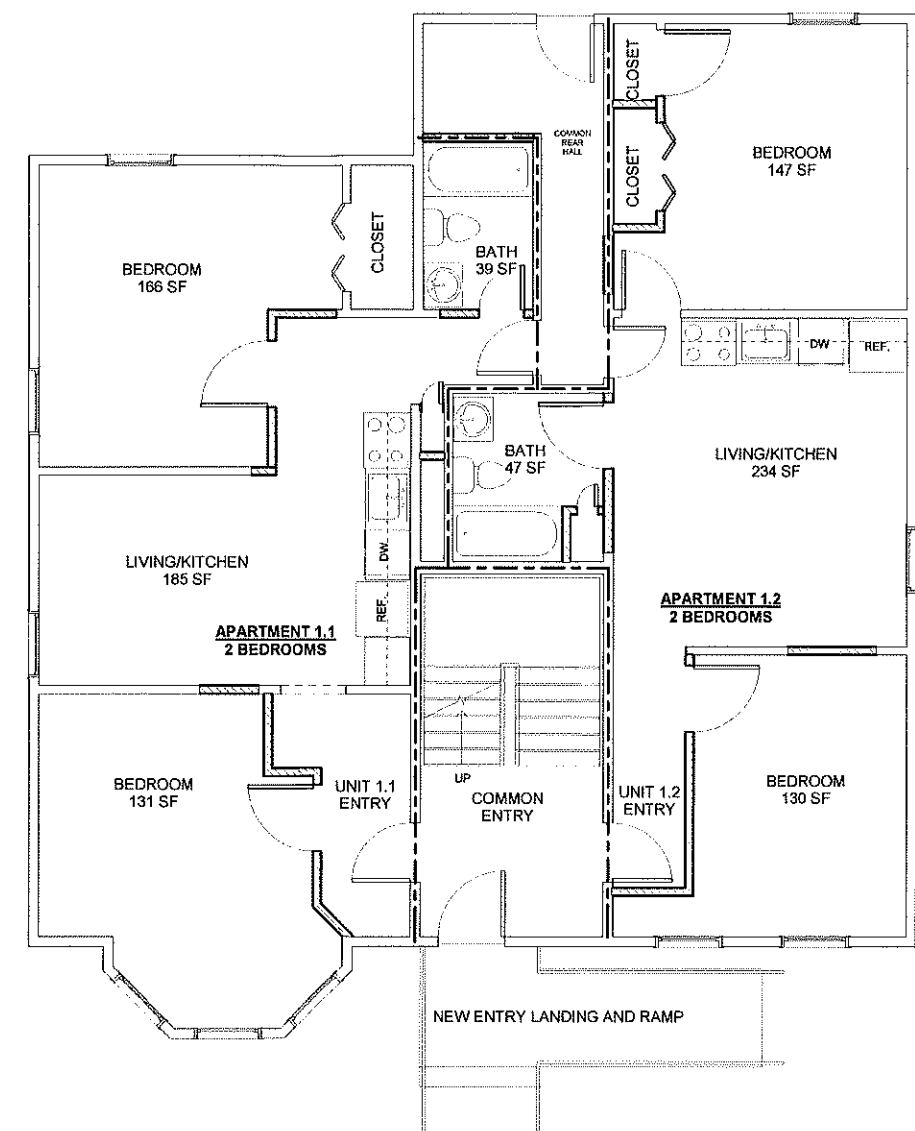 CLOSET
COMMON
REAR
HALL
BEDROOM
147 SF
CLOSET
CLOSET
BATH
39 SF
BEDROOM
166 SF
DW
REF.
BATH
47 SF
LIVING/KITCHEN
234 SF
DW
LIVING/KITCHEN
185 SF
REF.
APARTMENT 1.1
2 BEDROOMS
APARTMENT 1.2
2 BEDROOMS
UP
BEDROOM
131 SF
UNIT 1.1
ENTRY
COMMON
ENTRY
UNIT 1.2
ENTRY
BEDROOM
130 SF
NEW ENTRY LANDING AND RAMP